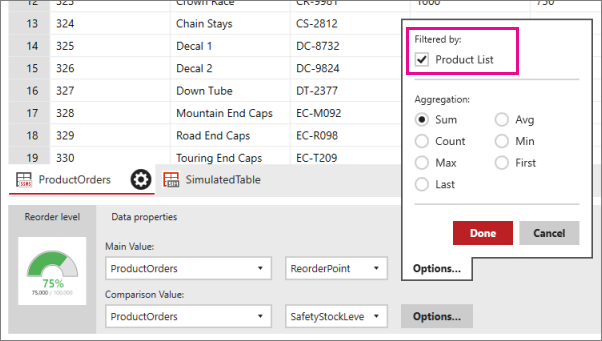 12 323 Crown Race CR-9981 1000 750
13 324 Chain Stays CS-2812
14 325 Decal 1 DC-8732
15 326 Decal 2 DC-9824
16 327 Down Tube DT-2377
17 328 Mountain End Caps EC-M092
18 329 Road End Caps EC-R098
19 330 Touring End Caps EC-T209
Filtered by:
Product List
Aggregation:
Sum Avg
Count Min
Max First
Last
Done Cancel
ProductOrders SimulatedTable
Reorder level Data properties
Main Value:
ProductOrders ReorderPoint Options...
75%
75,000 / 100,000
Comparison Value:
ProductOrders SafetyStockLeve Options...